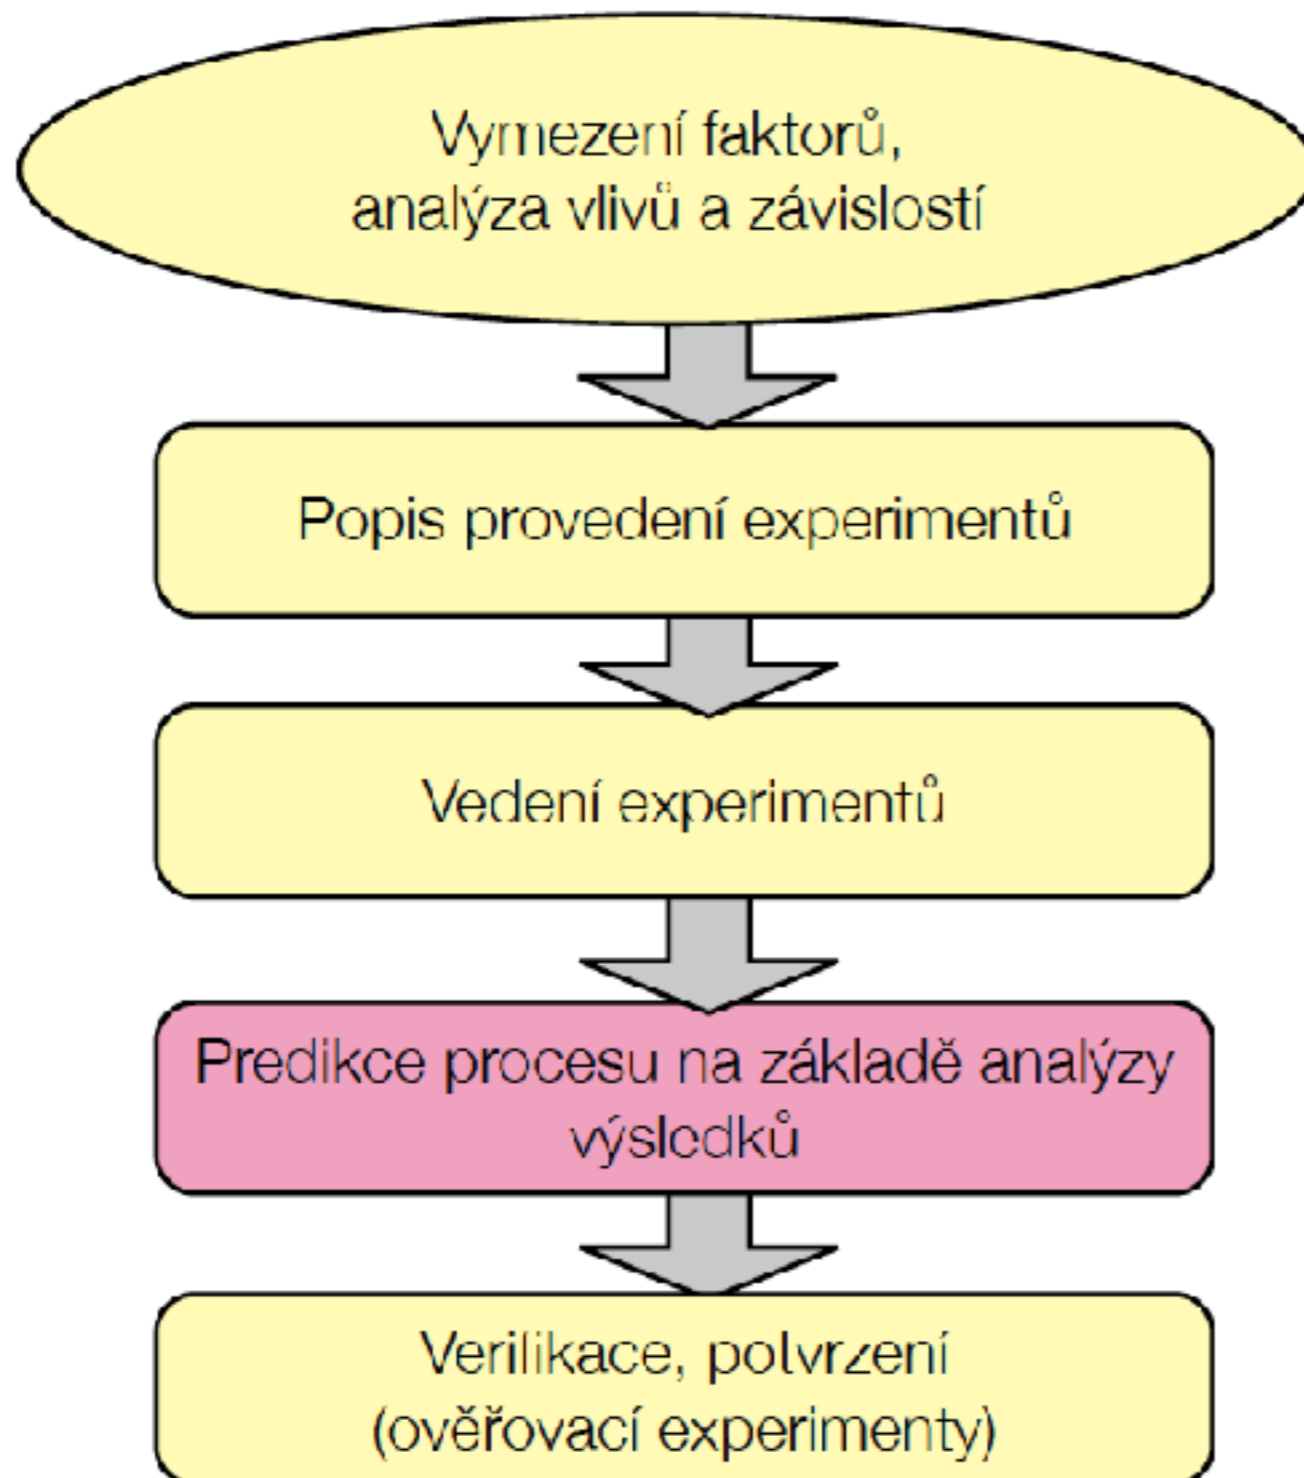 Vymezení faktorů,
analýza vlivů a závislostí
Popis provedení experimentů
Vedení experimentů
Predikce procesu na základě analýzy
výsledků
Verifikace, potvrzení
(ověřovací experimenty)